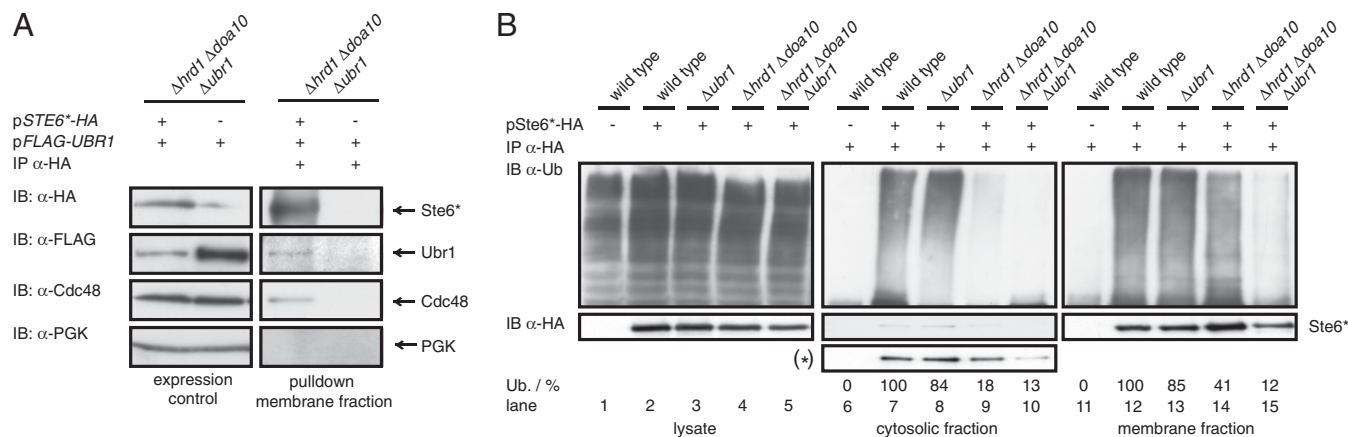 A
Δhrd1 Δdoa10
Δubr1
Δhrd1 Δdoa10
Δubr1
pSTE6*-HA + - + -
pFLAG-UBR1 + + + +
IP α-HA + +
IB: α-HA
Ste6*
IB: α-FLAG
Ubr1
IB: α-Cdc48
Cdc48
IB: α-PGK
PGK
expression
control
pulldown
membrane fraction
B
wild type
wild type
Δubr1
Δhrd1 Δdoa10
Δhrd1 Δdoa10
Δubr1
wild type
wild type
Δubr1
Δhrd1 Δdoa10
Δhrd1 Δdoa10
Δubr1
wild type
wild type
Δubr1
Δhrd1 Δdoa10
Δhrd1 Δdoa10
Δubr1
pSte6*-HA - + + + + - + + + + - + + + +
IP α-HA + + + + + + + + + +
IB α-Ub
IB α-HA
Ste6*
(*)
Ub. / % 0 100 84 18 13 0 100 85 41 12
lane 1 2 3 4 5 6 7 8 9 10 11 12 13 14 15
lysate
cytosolic fraction
membrane fraction